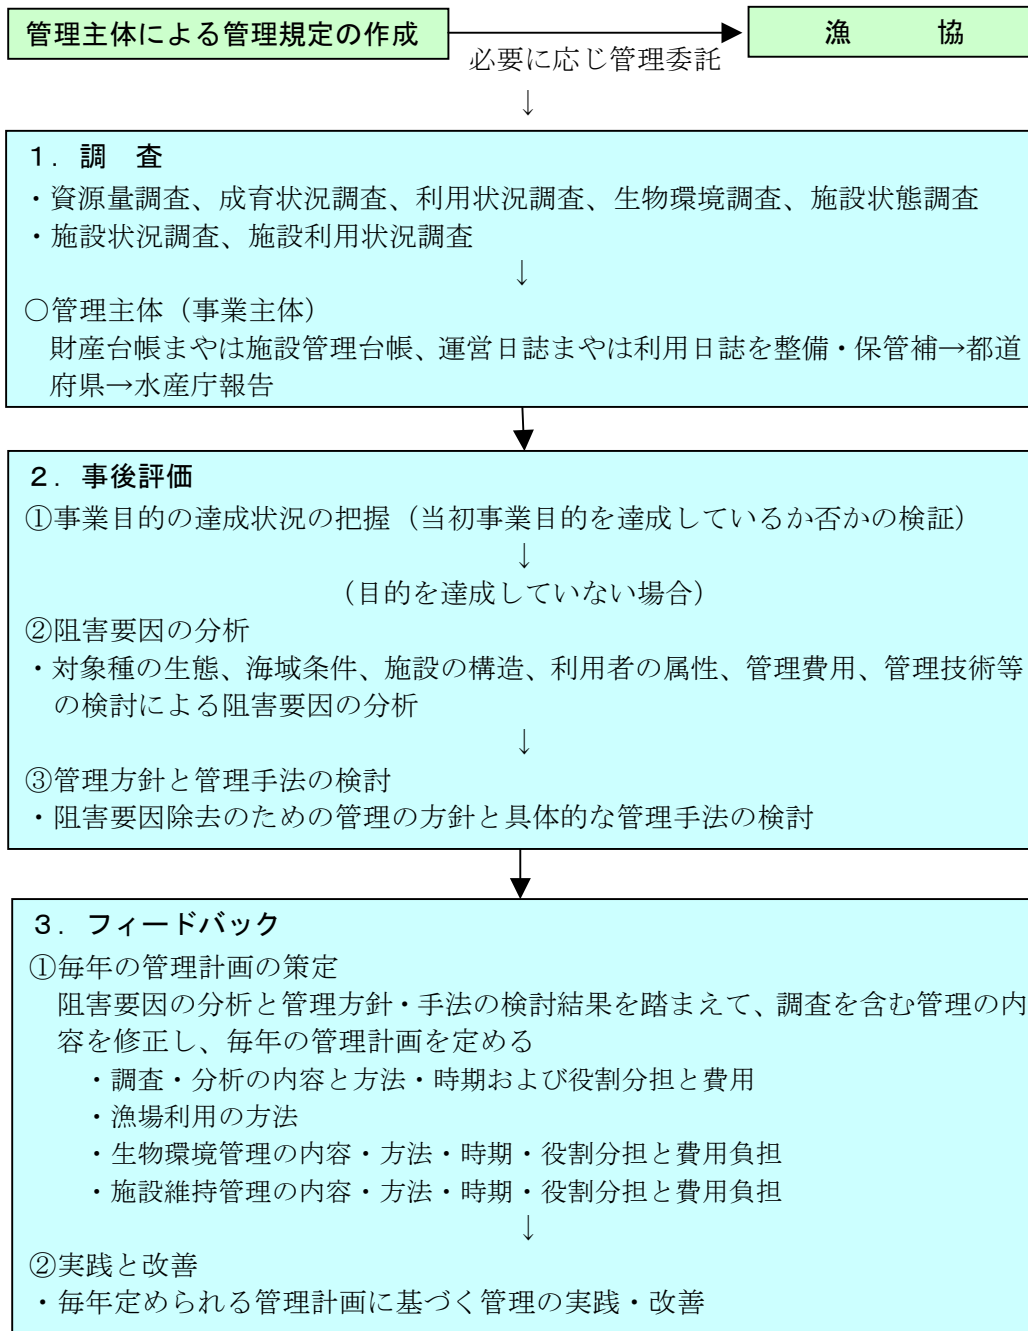 管理主体による管理規定の作成
漁　　協
必要に応じ管理委託
↓
１．調　査
・資源量調査、成育状況調査、利用状況調査、生物環境調査、施設状態調査
・施設状況調査、施設利用状況調査
↓
○管理主体（事業主体）
財産台帳まやは施設管理台帳、運営日誌まやは利用日誌を整備・保管補→都道
府県→水産庁報告
２．事後評価
①事業目的の達成状況の把握（当初事業目的を達成しているか否かの検証）
↓
（目的を達成していない場合）
②阻害要因の分析
・対象種の生態、海域条件、施設の構造、利用者の属性、管理費用、管理技術等
の検討による阻害要因の分析
↓
③管理方針と管理手法の検討
・阻害要因除去のための管理の方針と具体的な管理手法の検討
３．フィードバック
①毎年の管理計画の策定
阻害要因の分析と管理方針・手法の検討結果を踏まえて、調査を含む管理の内
容を修正し、毎年の管理計画を定める
・調査・分析の内容と方法・時期および役割分担と費用
・漁場利用の方法
・生物環境管理の内容・方法・時期・役割分担と費用負担
・施設維持管理の内容・方法・時期・役割分担と費用負担
↓
②実践と改善
・毎年定められる管理計画に基づく管理の実践・改善